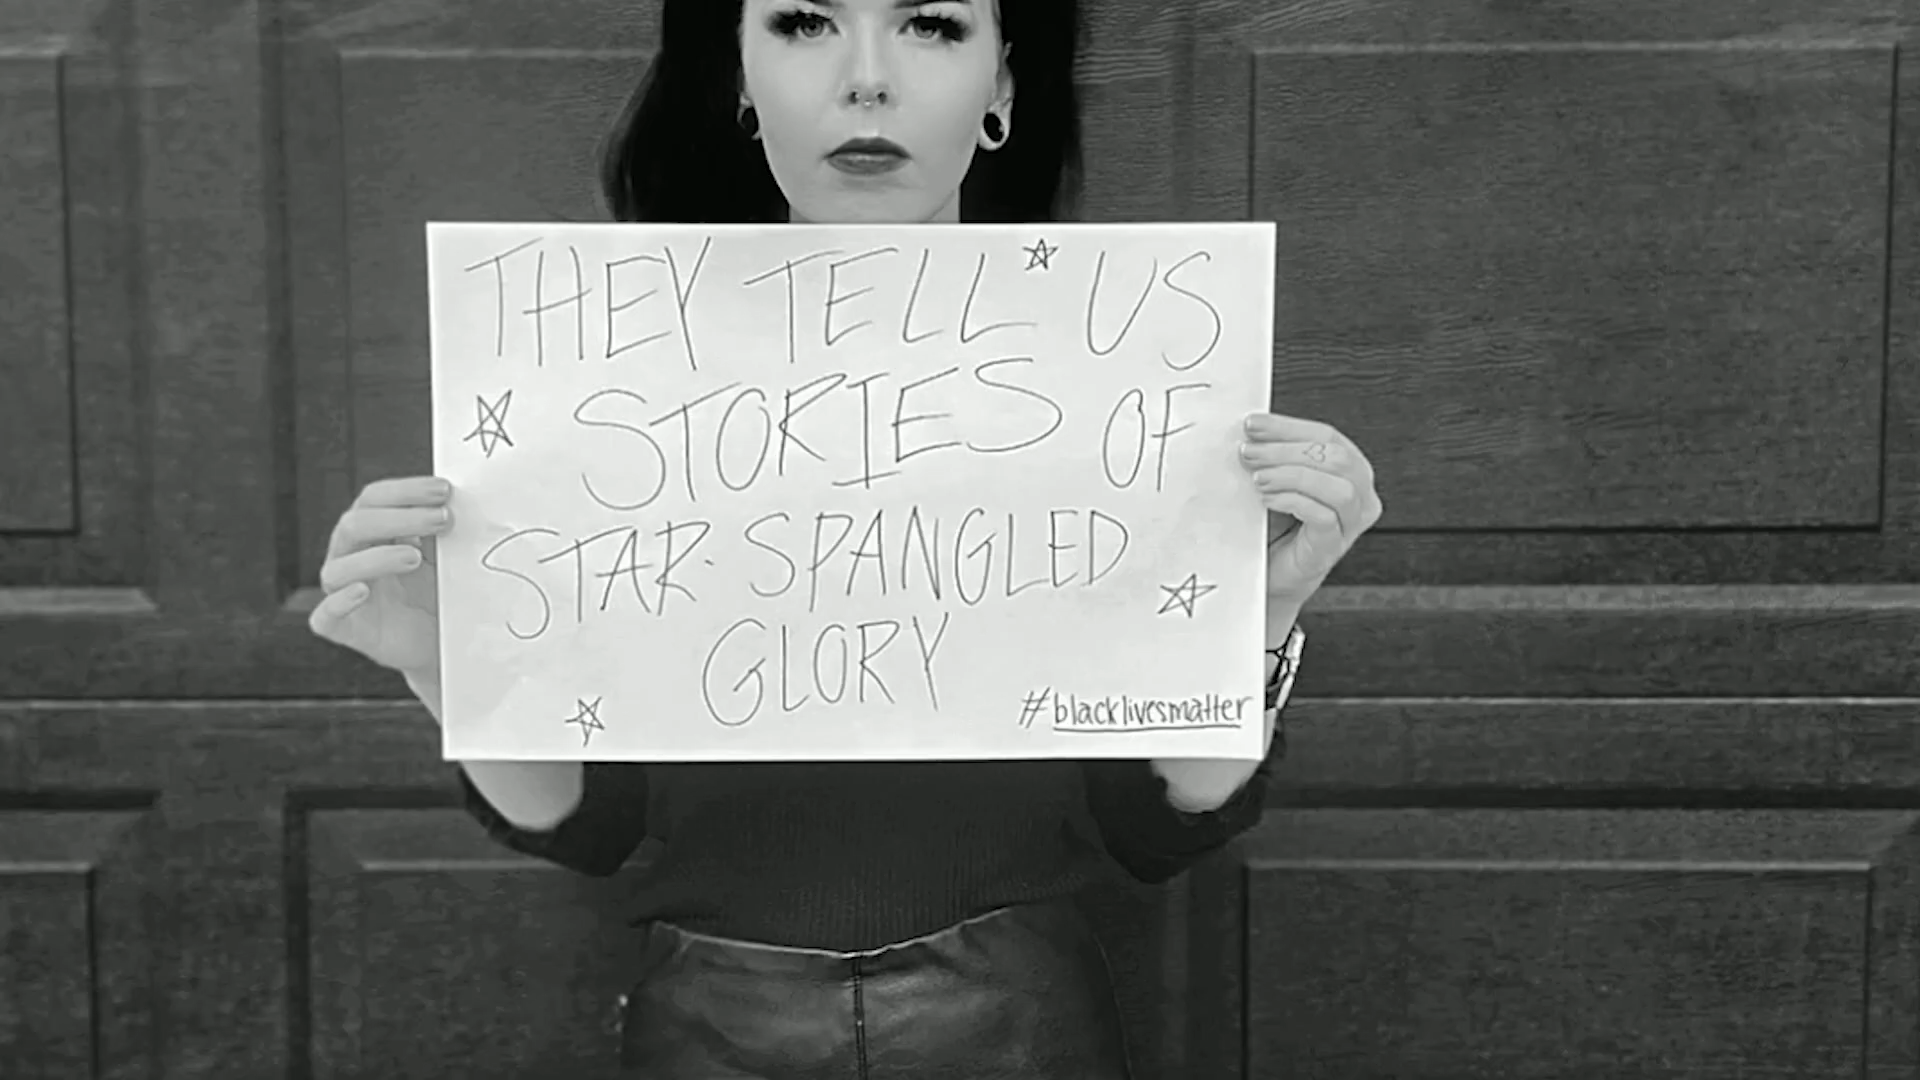 THEY TELL US
STORIES OF
STAR-SPANGLED
GLORY
#blacklivesmatter